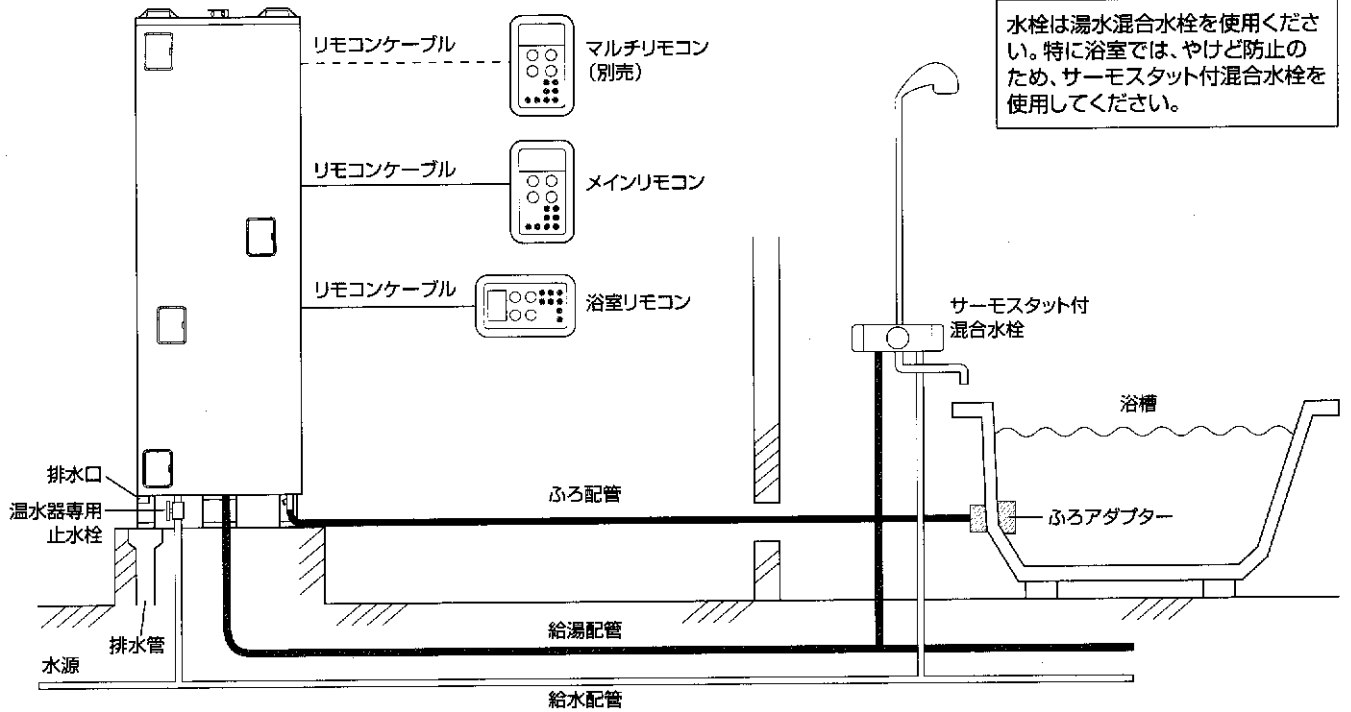 水栓は湯水混合水栓を使用くださ
い。特に浴室では、やけど防止の
ため、サーモスタット付混合水栓を
使用してください。
リモコンケーブル
マルチリモコン
(別売)
リモコンケーブル
メインリモコン
リモコンケーブル
浴室リモコン
サーモスタット付
混合水栓
浴槽
排水口
温水器専用
止水栓
ふろ配管
ふろアダプター
排水管
給湯配管
水源
給水配管